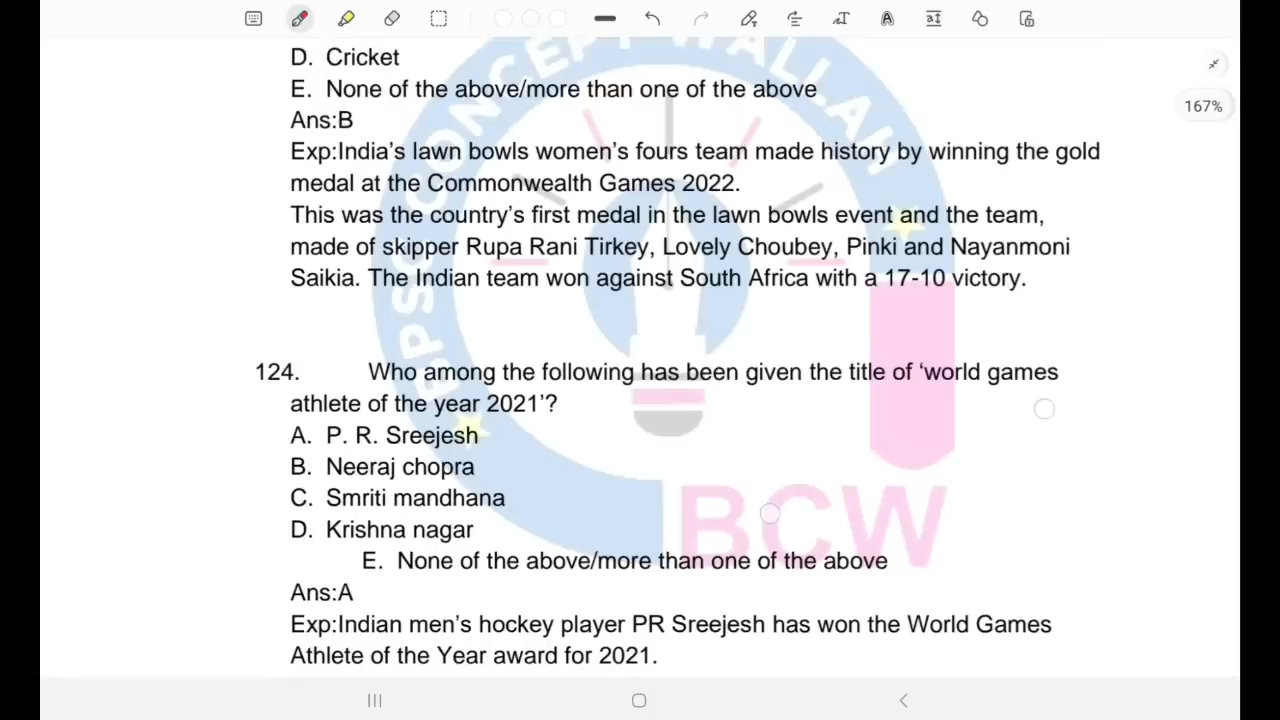 167%
D. Cricket
E. None of the above/more than one of the above
Ans:B
Exp:India's lawn bowls women's fours team made history by winning the gold
medal at the Commonwealth Games 2022.
This was the country's first medal in the lawn bowls event and the team,
made of skipper Rupa Rani Tirkey, Lovely Choubey, Pinki and Nayanmoni
Saikia. The Indian team won against South Africa with a 17-10 victory.
124. Who among the following has been given the title of ‘world games
athlete of the year 2021’?
A. P. R. Sreejesh
B. Neeraj chopra
C. Smriti mandhana
D. Krishna nagar
E. None of the above/more than one of the above
Ans:A
Exp:Indian men's hockey player PR Sreejesh has won the World Games
Athlete of the Year award for 2021.
BPSC CONCEPT WALLAH
BCW